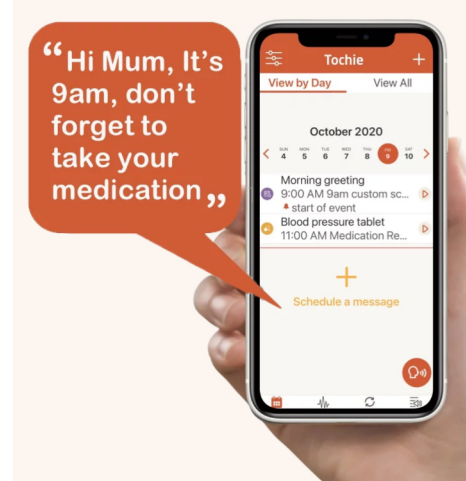 “Hi Mum, It’s
9am, don’t
forget to
take your
medication„
Tochie
View by Day View All
October 2020
SUN MON TUE WED THU FRI SAT
4 5 6 7 8 9 10
Morning greeting
9:00 AM 9am custom sc...
start of event
Blood pressure tablet
11:00 AM Medication Re...
Schedule a message